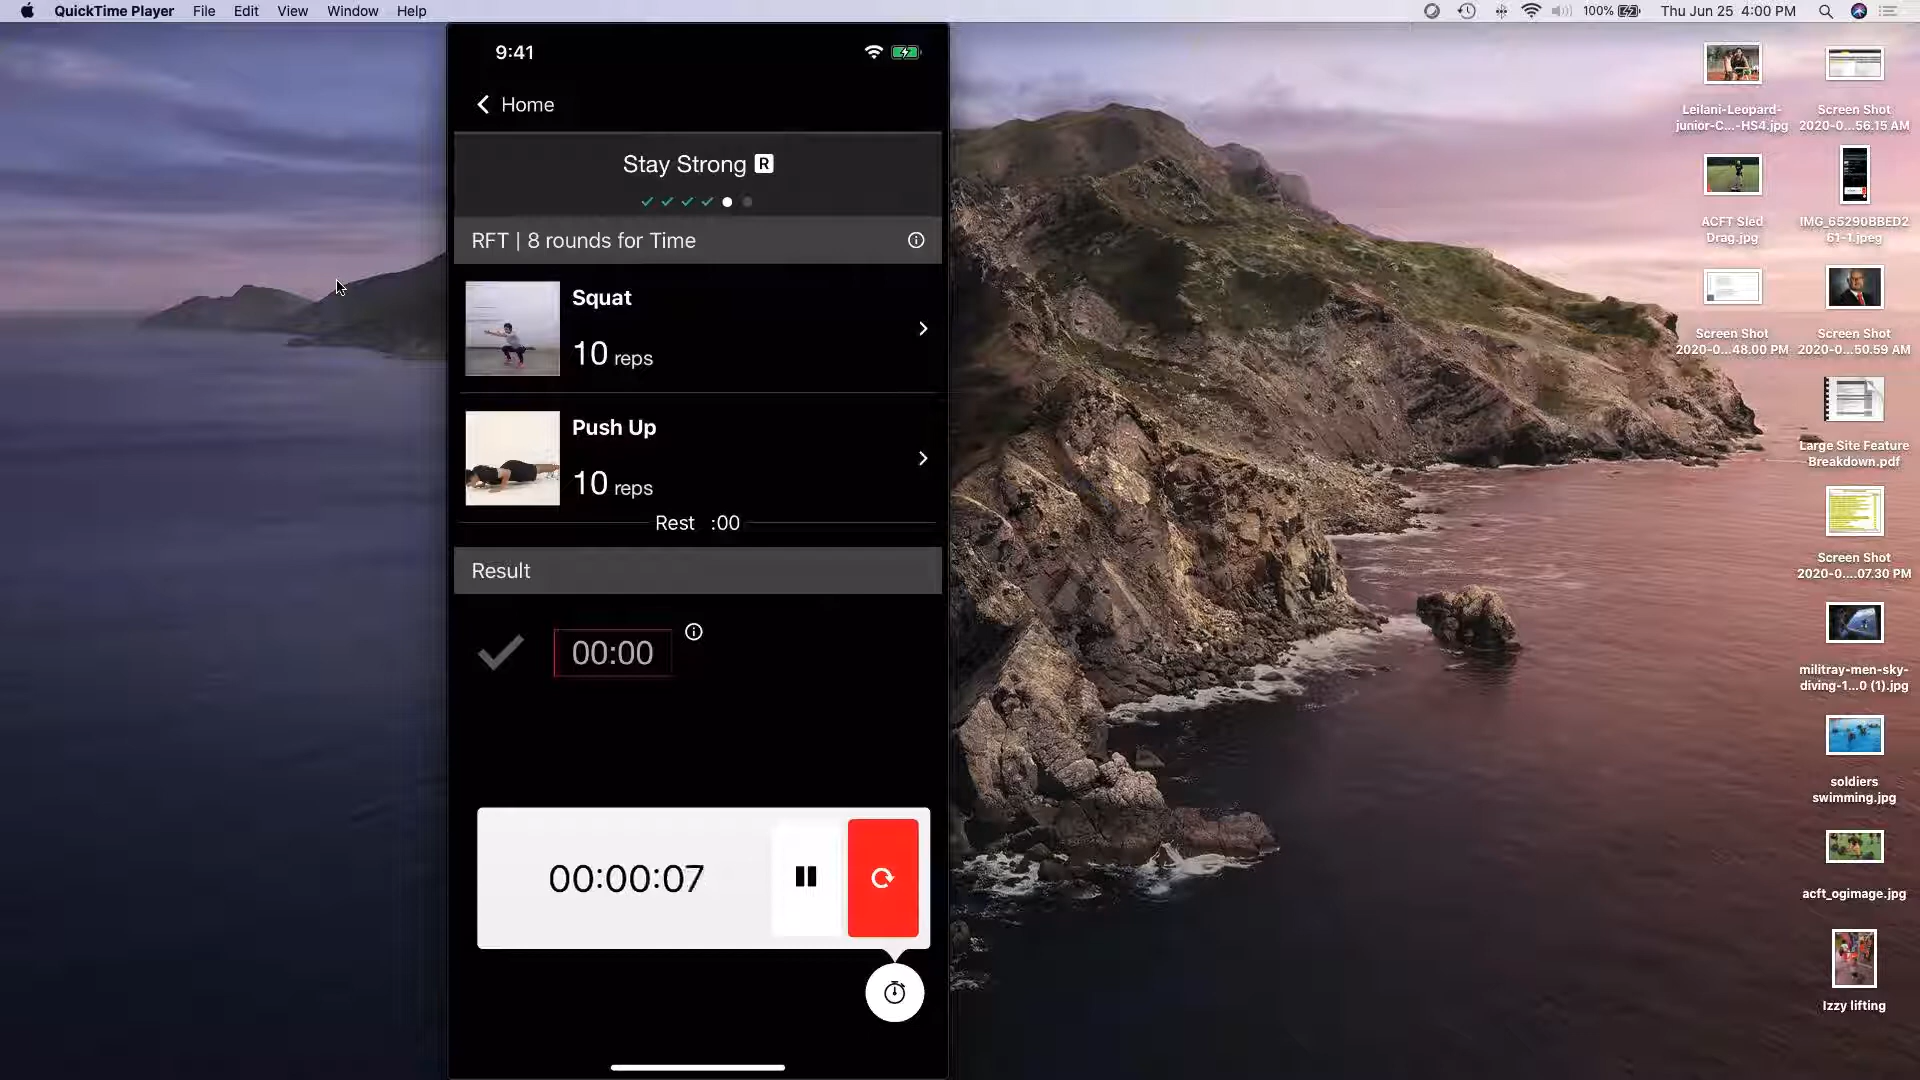 QuickTime Player File Edit View Window Help
100% Thu Jun 25 4:00 PM
9:41
Home
Stay Strong R
RFT | 8 rounds for Time
Squat
10 reps
Push Up
10 reps
Rest :00
Result
00:00
00:00:07
Leilani-Leopard-
junior-C...-HS4.jpg
Screen Shot
2020-0...56.15 AM
ACFT Sled
Drag.jpg
IMG_65290BBED2
61-1.jpeg
Screen Shot
2020-0...48.00 PM
Screen Shot
2020-0...50.59 AM
Large Site Feature
Breakdown.pdf
Screen Shot
2020-0....07.30 PM
militray-men-sky-
diving-1...0 (1).jpg
soldiers
swimming.jpg
acft_ogimage.jpg
Izzy lifting